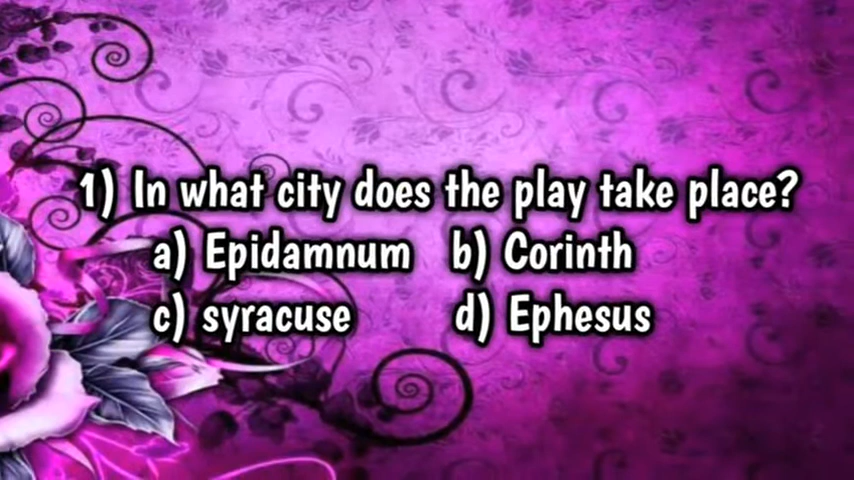 1) In what city does the play take place?
a) Epidamnum b) Corinth
c) syracuse d) Ephesus